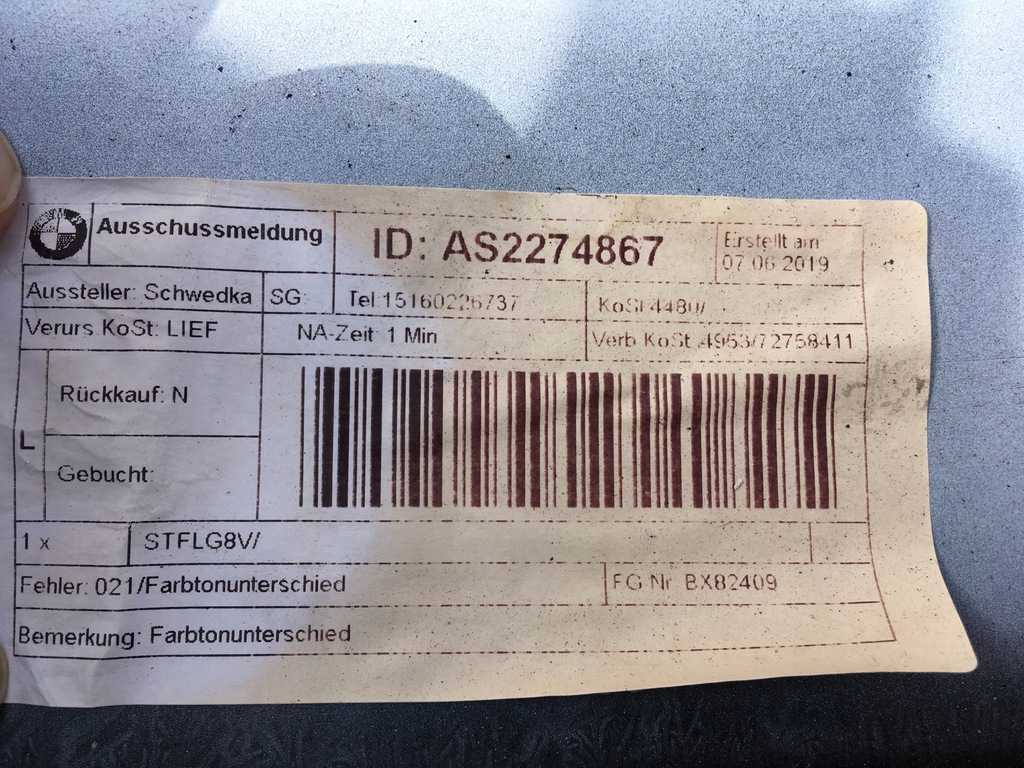 Ausschussmeldung
ID: AS2274867
Erstellt am
07.06.2019
Aussteller: Schwedka
SG:
Tel.15160226737
KoSt 4480/
Verurs KoSt: LIEF
NA-Zeit: 1 Min
Verb KoSt. 4953/72758411
Rückkauf: N
L
Gebucht:
1 x
STFLG8V/
Fehler: 021/Farbtonunterschied
FG Nr. BX82409
Bemerkung: Farbtonunterschied